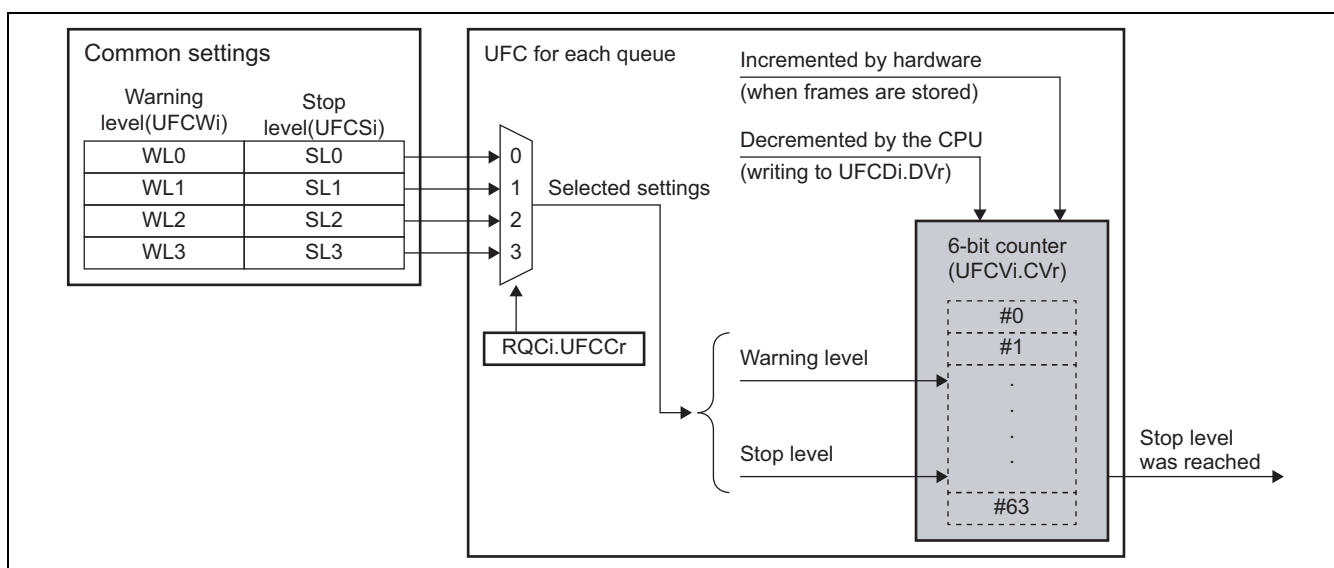 Common settings
Warning
level(UFCWi)
Stop
level(UFCSi)
WL0 SL0
WL1 SL1
WL2 SL2
WL3 SL3
UFC for each queue
0
1
2
3
Selected settings
RQCi.UFCCr
Incremented by hardware
(when frames are stored)
Decremented by the CPU
(writing to UFCDi.DVr)
6-bit counter
(UFCVi.CVr)
#0
#1
.
.
.
.
#63
Warning level
Stop level
Stop level
was reached